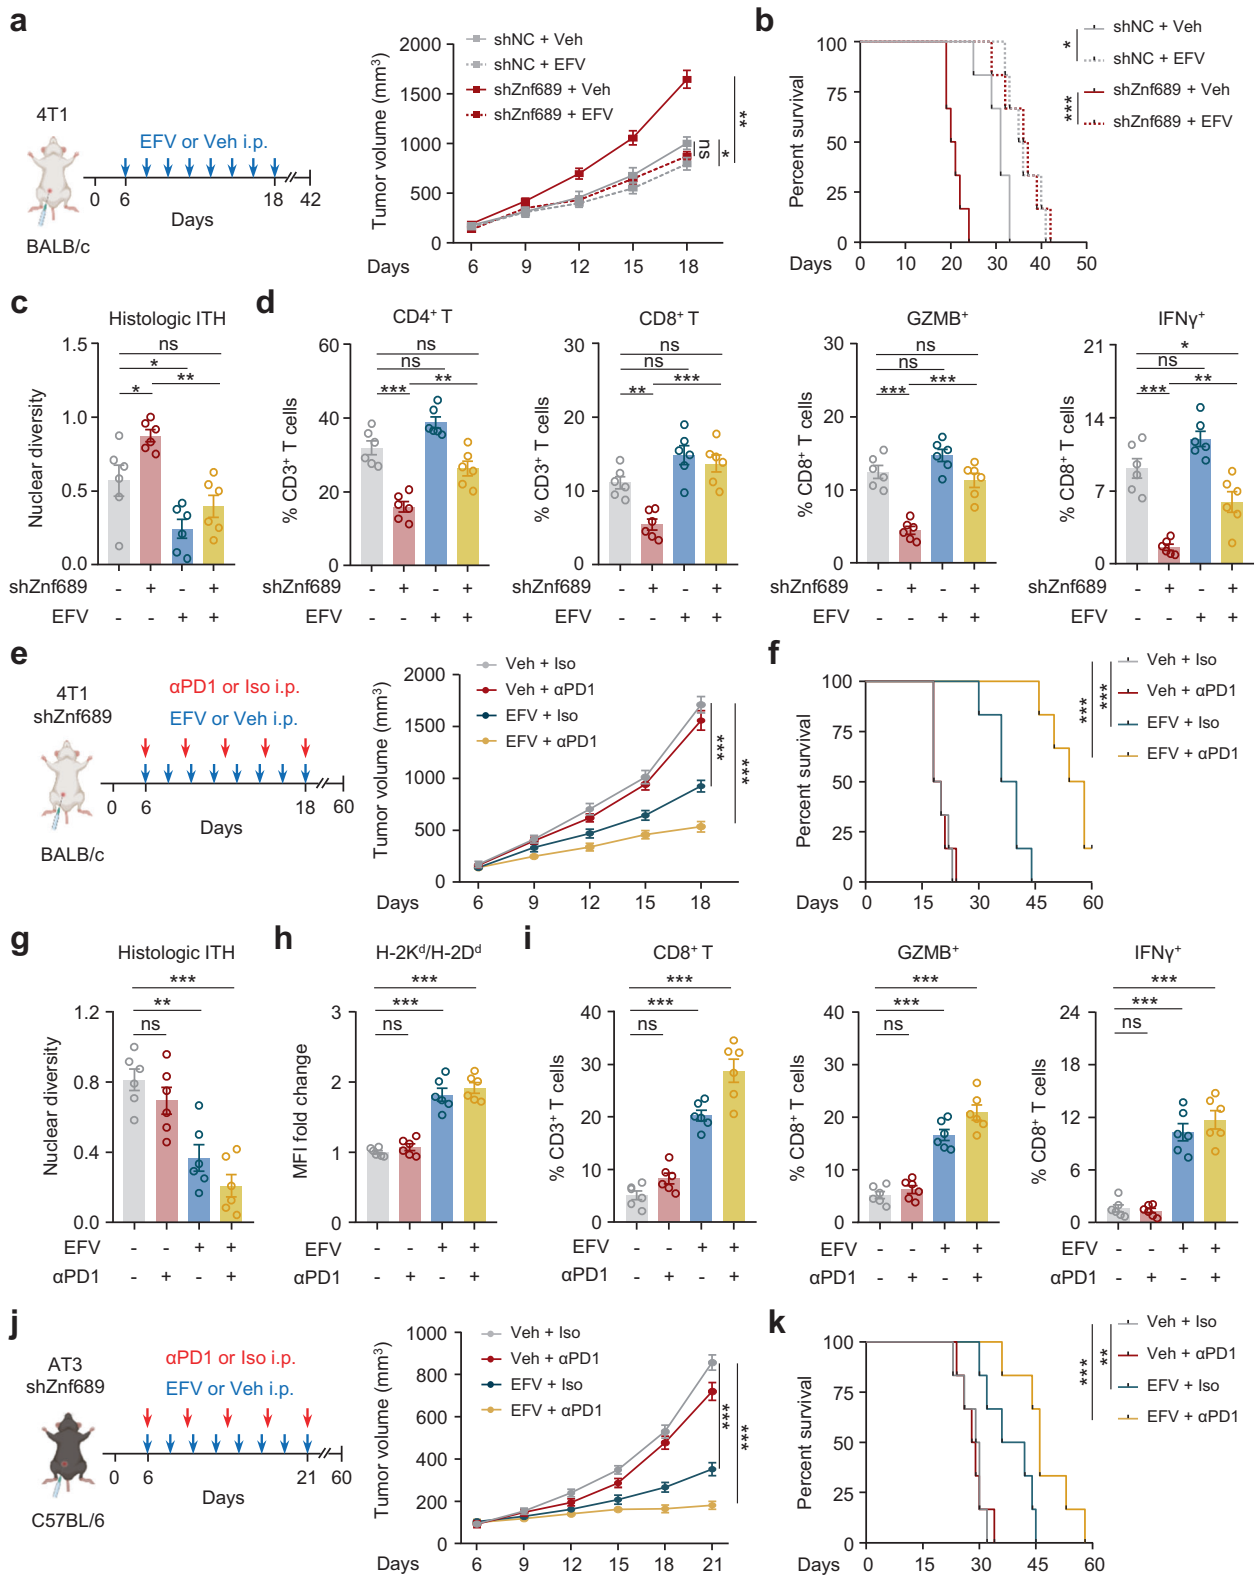 a
4T1
EFV or Veh i.p.
0 6 18 42
Days
BALB/c
Tumor volume (mm³)
2000
1500
1000
500
0
shNC + Veh
shNC + EFV
shZnf689 + Veh
shZnf689 + EFV
ns * **
Days 6 9 12 15 18
b
Percent survival
100
75
50
25
0
Days 0 10 20 30 40 50
* shNC + Veh
shNC + EFV
*** shZnf689 + Veh
shZnf689 + EFV
c
Histologic ITH
Nuclear diversity
1.5
1.0
0.5
0.0
ns
*
* **
shZnf689 - + - +
EFV - - + +
d
CD4⁺ T
% CD3⁺ T cells
60
40
20
0
ns
ns
*** **
CD8⁺ T
% CD3⁺ T cells
30
20
10
0
ns
ns
** ***
shZnf689 - + - + - + - +
EFV - - + + - - + +
GZMB⁺
% CD8⁺ T cells
30
20
10
0
ns
ns
*** ***
IFNγ⁺
% CD8⁺ T cells
21
14
7
0
*
ns
*** **
shZnf689 - + - + - + - +
EFV - - + + - - + +
e
4T1
shZnf689
αPD1 or Iso i.p.
EFV or Veh i.p.
0 6 18 60
Days
BALB/c
Tumor volume (mm³)
2000
1500
1000
500
0
Veh + Iso
Veh + αPD1
EFV + Iso
EFV + αPD1
*** ***
Days 6 9 12 15 18
f
Percent survival
100
75
50
25
0
Days 0 15 30 45 60
*** ***
Veh + Iso
Veh + αPD1
EFV + Iso
EFV + αPD1
g
Histologic ITH
Nuclear diversity
1.2
0.8
0.4
0.0
***
**
ns
EFV - - + +
αPD1 - + - +
h
H-2Kᵈ/H-2Dᵈ
MFI fold change
3
2
1
0
***
***
ns
EFV - - + +
αPD1 - + - +
i
CD8⁺ T
% CD3⁺ T cells
40
30
20
10
0
***
***
ns
- - + +
- + - +
GZMB⁺
% CD8⁺ T cells
40
30
20
10
0
***
***
ns
EFV - - + +
αPD1 - + - +
IFNγ⁺
% CD8⁺ T cells
24
18
12
6
0
***
***
ns
EFV - - + +
αPD1 - + - +
j
AT3
shZnf689
αPD1 or Iso i.p.
EFV or Veh i.p.
0 6 21 60
Days
C57BL/6
Tumor volume (mm³)
1000
800
600
400
200
0
Veh + Iso
Veh + αPD1
EFV + Iso
EFV + αPD1
*** ***
Days 6 9 12 15 18 21
k
Percent survival
100
75
50
25
0
Days 0 15 30 45 60
*** **
Veh + Iso
Veh + αPD1
EFV + Iso
EFV + αPD1